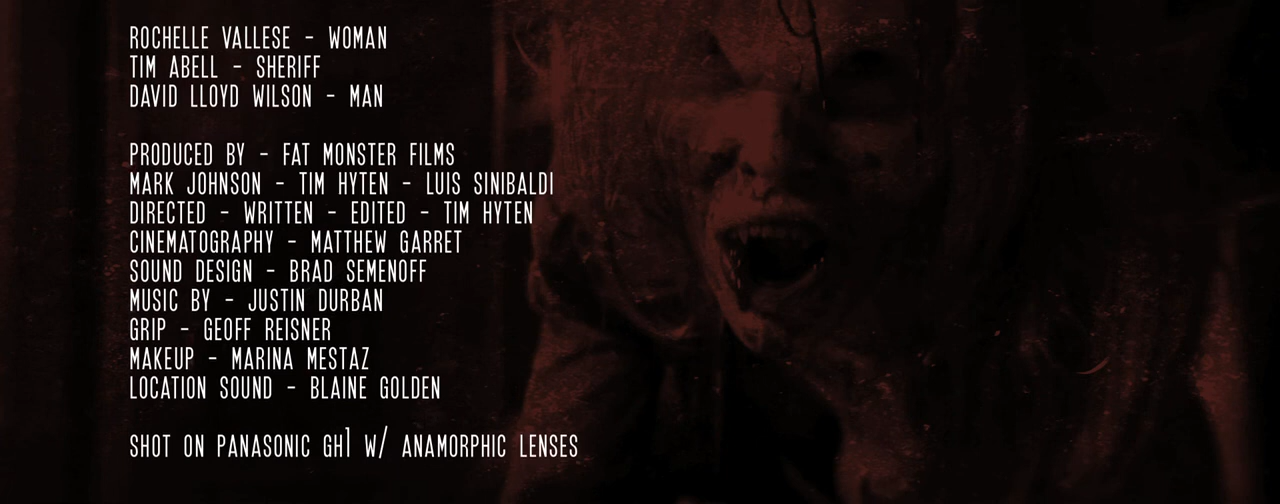 ROCHELLE VALLESE - WOMAN
TIM ABELL - SHERIFF
DAVID LLOYD WILSON - MAN
PRODUCED BY - FAT MONSTER FILMS
MARK JOHNSON - TIM HYTEN - LUIS SINIBALDI
DIRECTED - WRITTEN - EDITED - TIM HYTEN
CINEMATOGRAPHY - MATTHEW GARRET
SOUND DESIGN - BRAD SEMENOFF
MUSIC BY - JUSTIN DURBAN
GRIP - GEOFF REISNER
MAKEUP - MARINA MESTAZ
LOCATION SOUND - BLAINE GOLDEN
SHOT ON PANASONIC GH1 W/ ANAMORPHIC LENSES